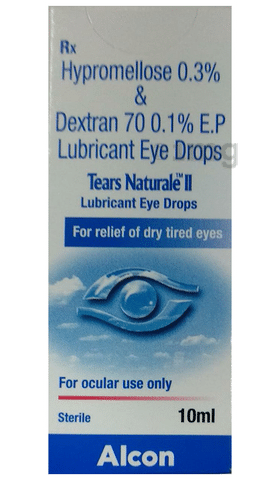 Rx
Hypromellose 0.3%
&
Dextran 70 0.1% E.P
Lubricant Eye Drops
Tears Naturale™ II
Lubricant Eye Drops
For relief of dry tired eyes
For ocular use only
Sterile 10ml
Alcon